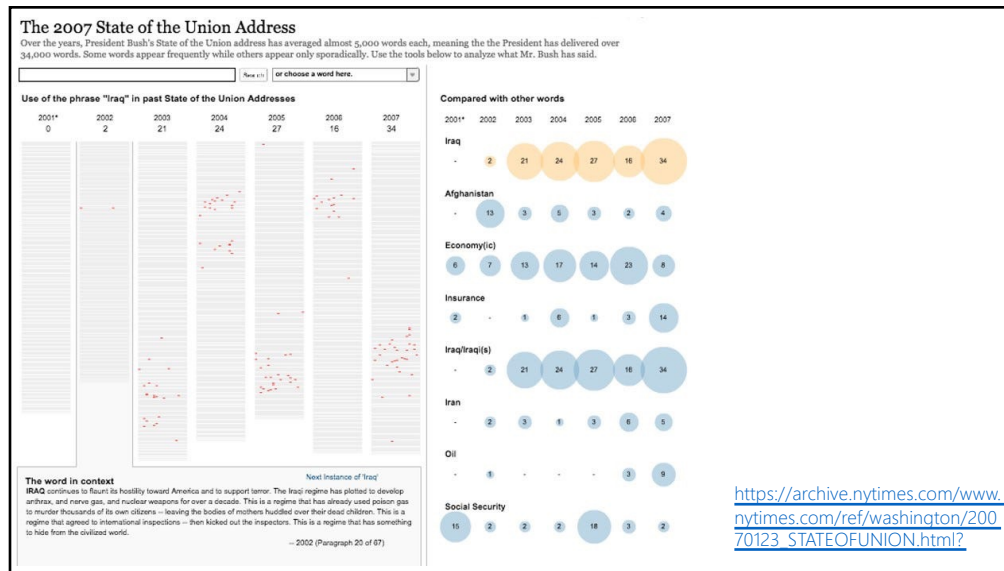 The 2007 State of the Union Address
Over the years, President Bush's State of the Union address has averaged almost 5,000 words each, meaning the the President has delivered over
34,000 words. Some words appear frequently while others appear only sporadically. Use the tools below to analyze what Mr. Bush has said.
Search
or choose a word here.
Use of the phrase "Iraq" in past State of the Union Addresses
2001* 2002 2003 2004 2005 2006 2007
0 2 21 24 27 16 34
The word in context
Next Instance of 'Iraq'
IRAQ continues to flaunt its hostility toward America and to support terror. The Iraqi regime has plotted to develop
anthrax, and nerve gas, and nuclear weapons for over a decade. This is a regime that has already used poison gas
to murder thousands of its own citizens -- leaving the bodies of mothers huddled over their dead children. This is a
regime that agreed to international inspections -- then kicked out the inspectors. This is a regime that has something
to hide from the civilized world.
-- 2002 (Paragraph 20 of 67)
Compared with other words
2001* 2002 2003 2004 2005 2006 2007
Iraq
- 2 21 24 27 16 34
Afghanistan
- 13 3 5 3 2 4
Economy(ic)
6 7 13 17 14 23 8
Insurance
2 - 1 6 1 3 14
Iraq/Iraqi(s)
- 2 21 24 27 16 34
Iran
- 2 3 1 3 6 5
Oil
- 1 - - - 3 9
Social Security
15 2 2 2 18 3 2
https://archive.nytimes.com/www.
nytimes.com/ref/washington/200
70123_STATEOFUNION.html?